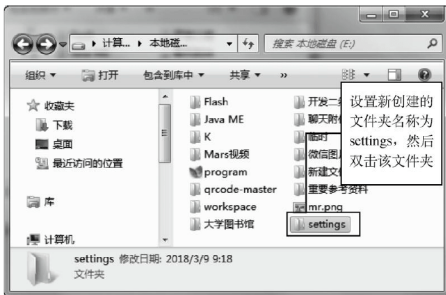 计算... ▸ 本地磁... 搜索 本地磁盘 (E:)
组织 打开 包含到库中 共享 »
收藏夹
下载
桌面
最近访问的位置
库
计算机
Flash
Java ME
K
Mars视频
program
qrcode-master
workspace
大学图书馆
开发二
聊天附
临时
微信图
新建文
重要参考资料
mr.png
settings
设置新创建的
文件夹名称为
settings，然后
双击该文件夹
settings 修改日期: 2018/3/9 9:18
文件夹